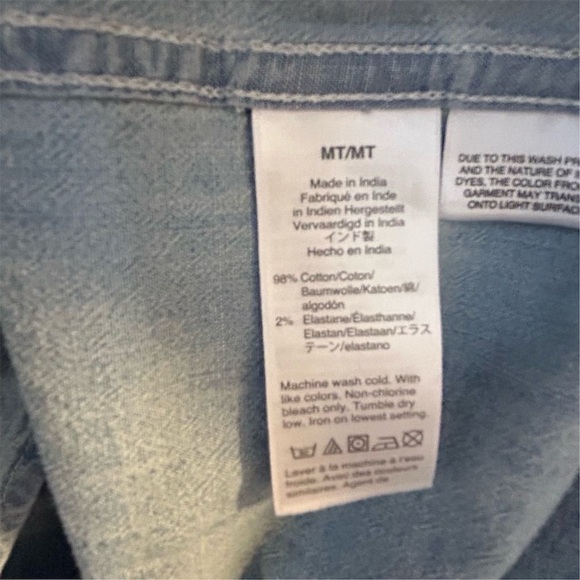 MT/MT
Made in India
Fabriqué en Inde
in Indien Hergestellt
Vervaardigd in India
インド製
Hecho en India
98% Cotton/Coton/
Baumwolle/Katoen/綿/
algodón
2% Elastane/Élasthanne/
Elastan/Elastaan/エラス
テーン/elastano
Machine wash cold. With
like colors. Non-chlorine
bleach only. Tumble dry
low. Iron on lowest setting.
Laver à la machine à l'eau
froide. Avec des couleurs
similaires. Agent de
DUE TO THIS WASH
AND THE NATURE OF
DYES, THE COLOR
GARMENT MAY
ONTO LIGHT